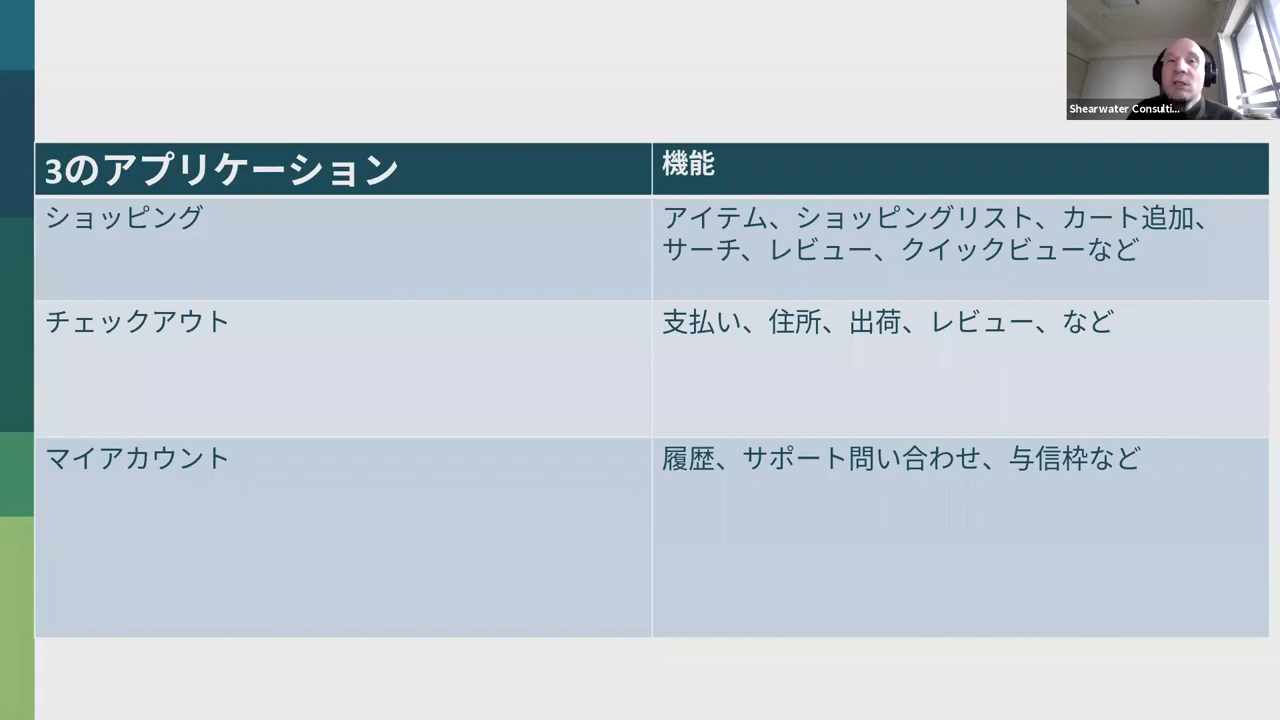 Shearwater Consulti...
3のアプリケーション
機能
ショッピング
アイテム、ショッピングリスト、カート追加、
サーチ、レビュー、クイックビューなど
チェックアウト
支払い、住所、出荷、レビュー、など
マイアカウント
履歴、サポート問い合わせ、与信枠など